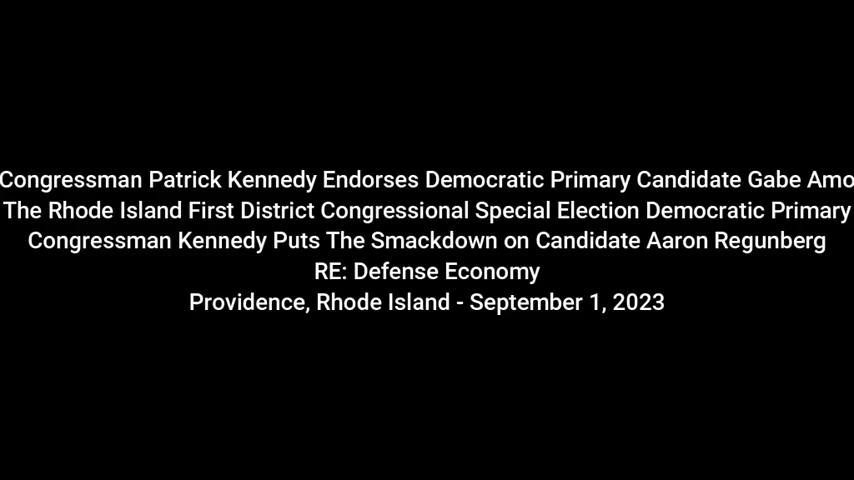 Congressman Patrick Kennedy Endorses Democratic Primary Candidate Gabe Amo
The Rhode Island First District Congressional Special Election Democratic Primary
Congressman Kennedy Puts The Smackdown on Candidate Aaron Regunberg
RE: Defense Economy
Providence, Rhode Island - September 1, 2023